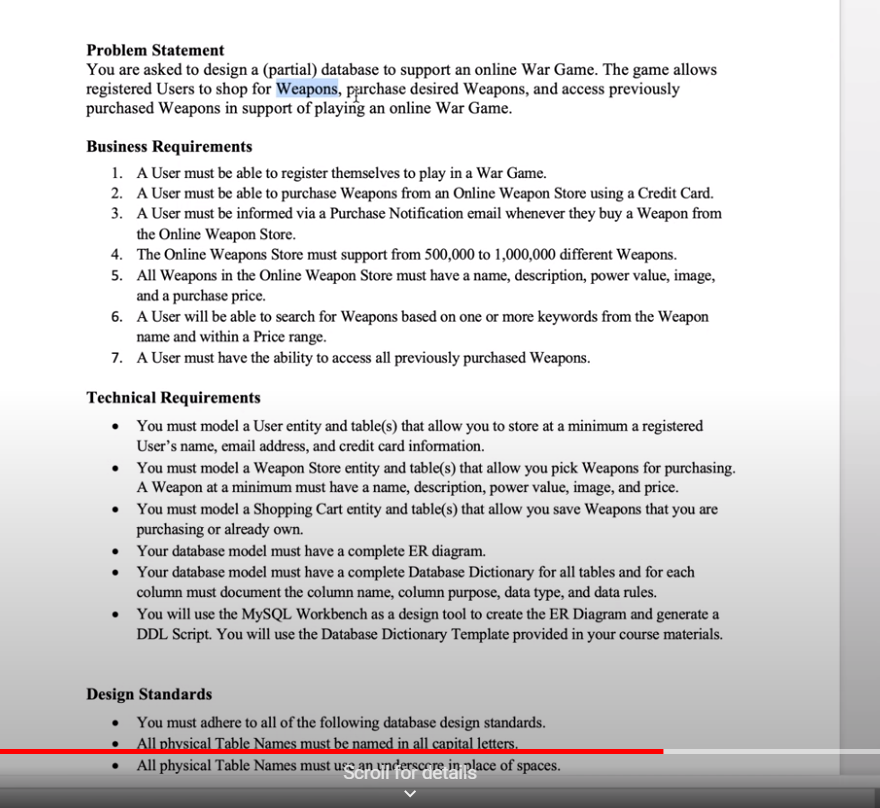 Problem Statement
You are asked to design a (partial) database to support an online War Game. The game allows
registered Users to shop for Weapons, purchase desired Weapons, and access previously
purchased Weapons in support of playing an online War Game.
Business Requirements
1. A User must be able to register themselves to play in a War Game.
2. A User must be able to purchase Weapons from an Online Weapon Store using a Credit Card.
3. A User must be informed via a Purchase Notification email whenever they buy a Weapon from
the Online Weapon Store.
4. The Online Weapons Store must support from 500,000 to 1,000,000 different Weapons.
5. All Weapons in the Online Weapon Store must have a name, description, power value, image,
and a purchase price.
6. A User will be able to search for Weapons based on one or more keywords from the Weapon
name and within a Price range.
7. A User must have the ability to access all previously purchased Weapons.
Technical Requirements
• You must model a User entity and table(s) that allow you to store at a minimum a registered
User's name, email address, and credit card information.
• You must model a Weapon Store entity and table(s) that allow you pick Weapons for purchasing.
A Weapon at a minimum must have a name, description, power value, image, and price.
• You must model a Shopping Cart entity and table(s) that allow you save Weapons that you are
purchasing or already own.
• Your database model must have a complete ER diagram.
• Your database model must have a complete Database Dictionary for all tables and for each
column must document the column name, column purpose, data type, and data rules.
• You will use the MySQL Workbench as a design tool to create the ER Diagram and generate a
DDL Script. You will use the Database Dictionary Template provided in your course materials.
Design Standards
• You must adhere to all of the following database design standards.
• All physical Table Names must be named in all capital letters.
• All physical Table Names must use an underscore in place of spaces.
Scroll for details